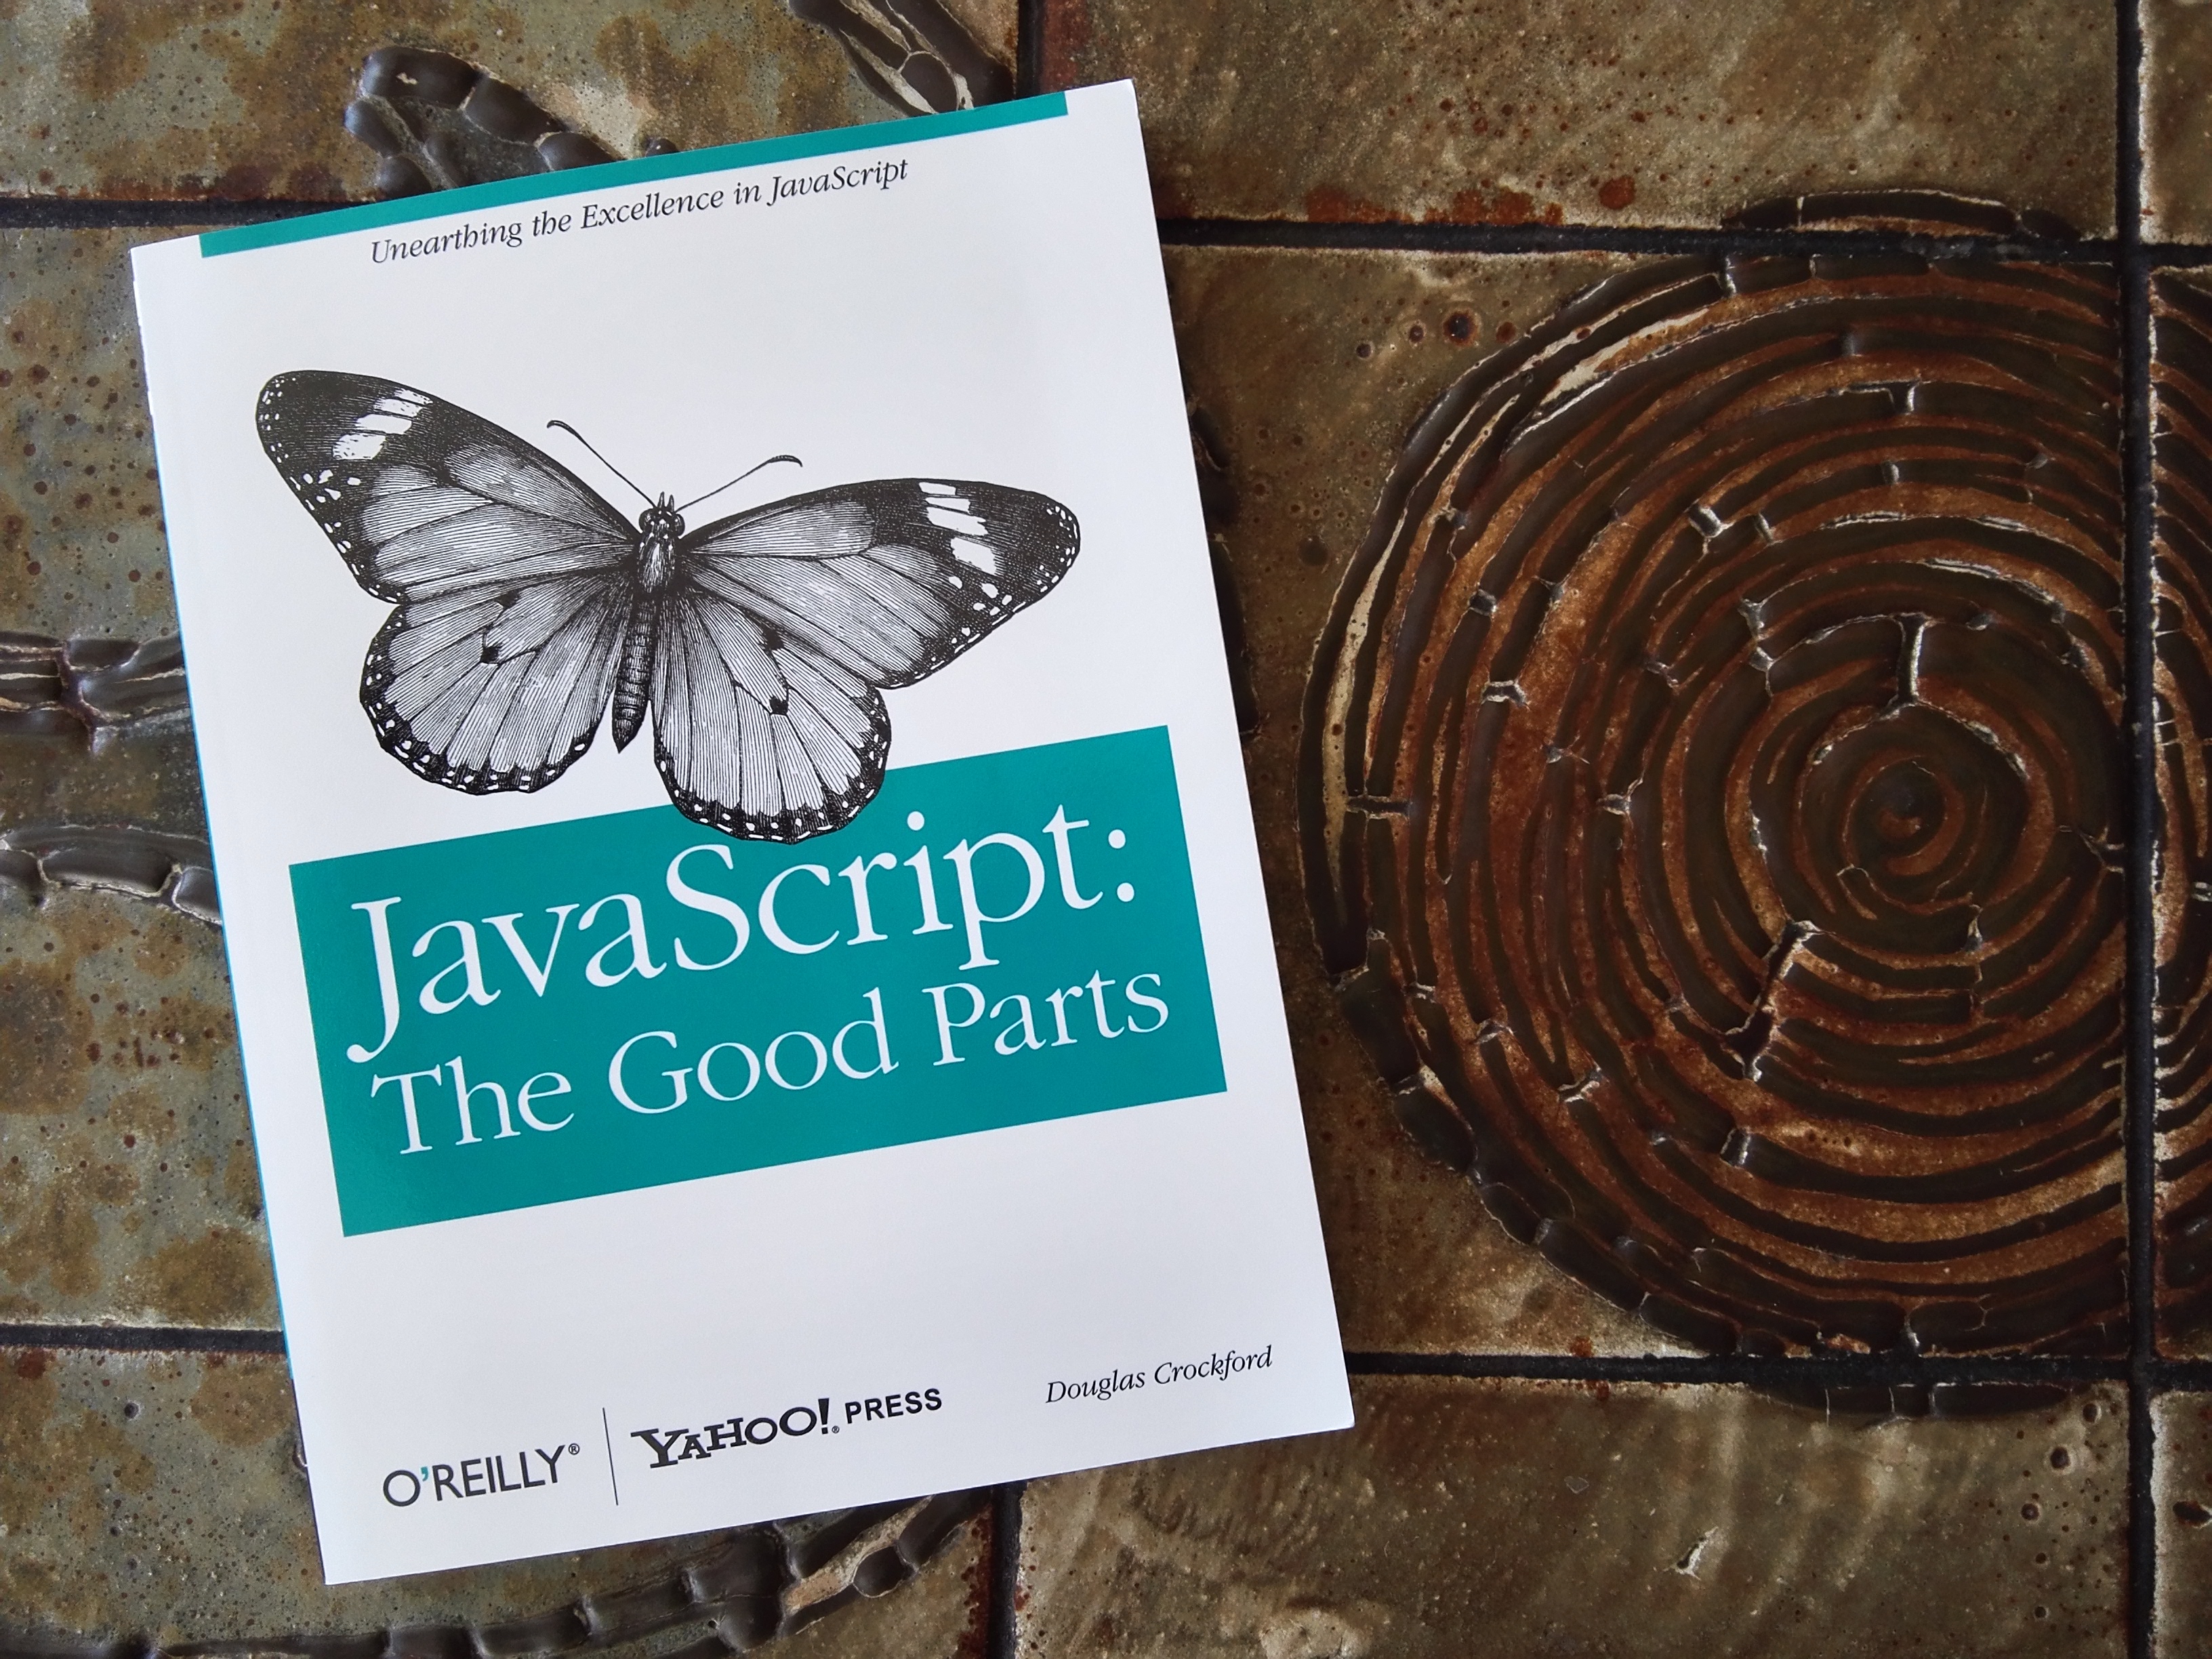 Unearthing the Excellence in JavaScript
JavaScript:
The Good Parts
O'REILLY®
YAHOO!® PRESS
Douglas Crockford